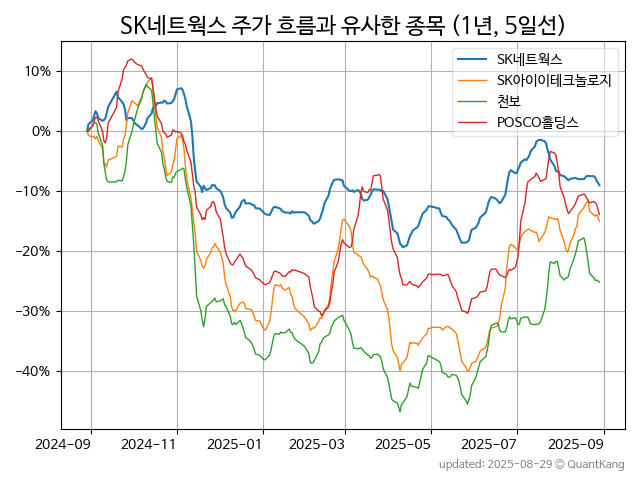 SK네트웍스 주가 흐름과 유사한 종목 (1년, 5일선)
SK네트웍스
SK아이이테크놀로지
천보
POSCO홀딩스
10%
0%
−10%
−20%
−30%
−40%
2024-09 2024-11 2025-01 2025-03 2025-05 2025-07 2025-09
updated: 2025-08-29 © QuantKang